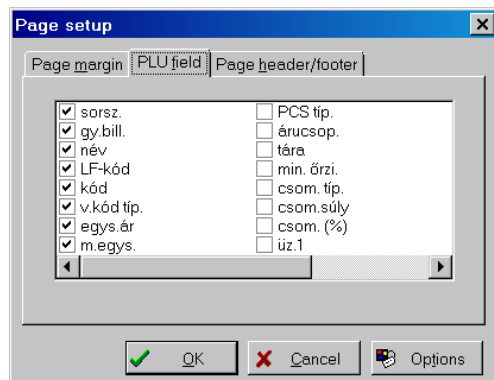 Page setup
Page margin PLU field Page header/footer
sorsz.
gy.bill.
név
LF-kód
kód
v.kód típ.
egys.ár
m.egys.
PCS típ.
árucsop.
tára
min. őrzi.
csom. típ.
csom.súly
csom. (%)
üz.1
OK Cancel Options